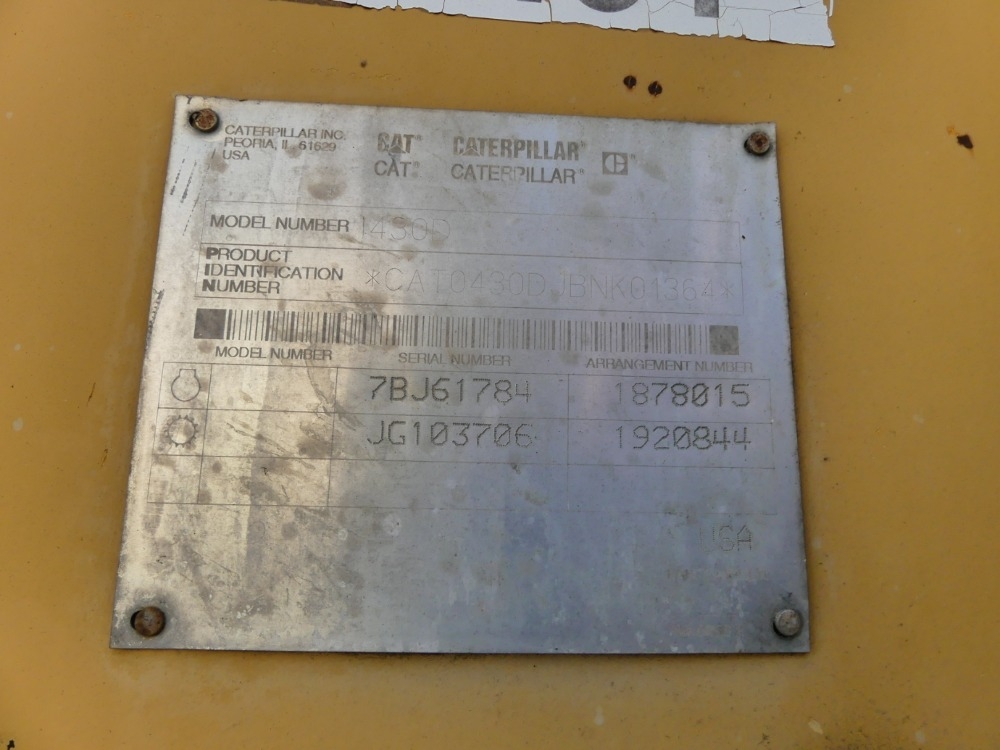 CATERPILLAR INC.
PEORIA, IL 61629
USA
CAT® CATERPILLAR®
CAT® CATERPILLAR®
MODEL NUMBER 430D
PRODUCT IDENTIFICATION NUMBER *CAT0430DJBNK01364*
MODEL NUMBER SERIAL NUMBER ARRANGEMENT NUMBER
7BJ61784 1878015
JG103706 1920844
USA